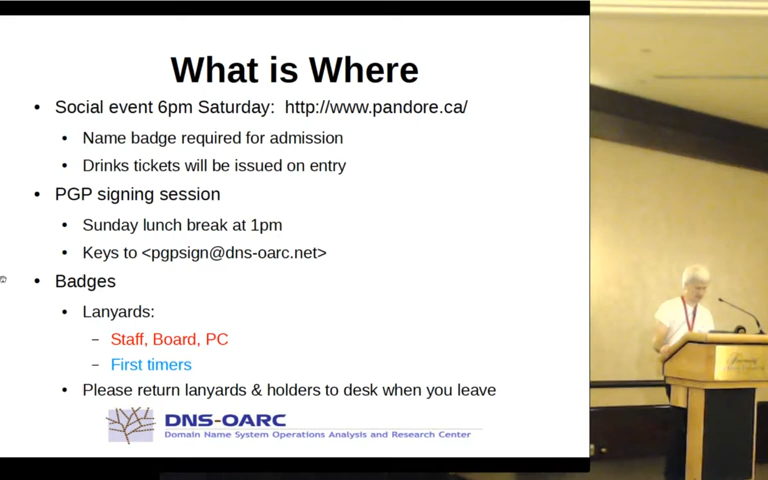 What is Where
• Social event 6pm Saturday: http://www.pandore.ca/
• Name badge required for admission
• Drinks tickets will be issued on entry
• PGP signing session
• Sunday lunch break at 1pm
• Keys to <pgpsign@dns-oarc.net>
• Badges
• Lanyards:
– Staff, Board, PC
– First timers
• Please return lanyards & holders to desk when you leave
DNS-OARC
Domain Name System Operations Analysis and Research Center